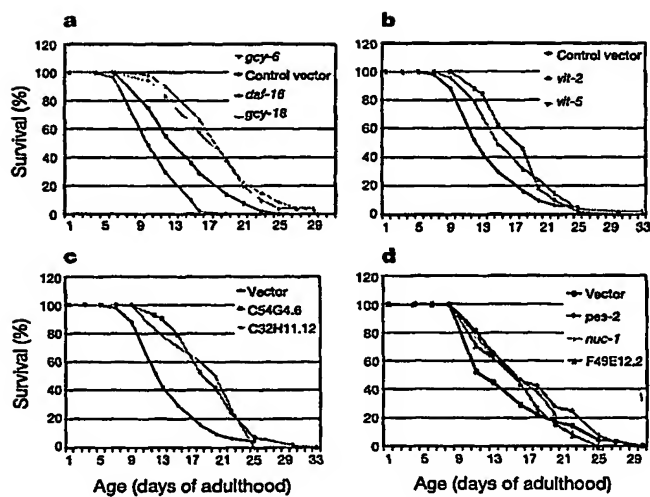 a
120
100
80
60
40
20
0
1 5 9 13 17 21 25 29
Survival (%)
gcy-6
Control vector
daf-16
gcy-18
b
120
100
80
60
40
20
0
1 5 9 13 17 21 25 29 33
Control vector
vit-2
vit-5
c
120
100
80
60
40
20
0
1 5 9 13 17 21 25 29 33
Survival (%)
Vector
C54G4.6
C32H11.12
Age (days of adulthood)
d
120
100
80
60
40
20
0
1 5 9 13 17 21 25 29
Vector
pes-2
nuc-1
F49E12.2
Age (days of adulthood)